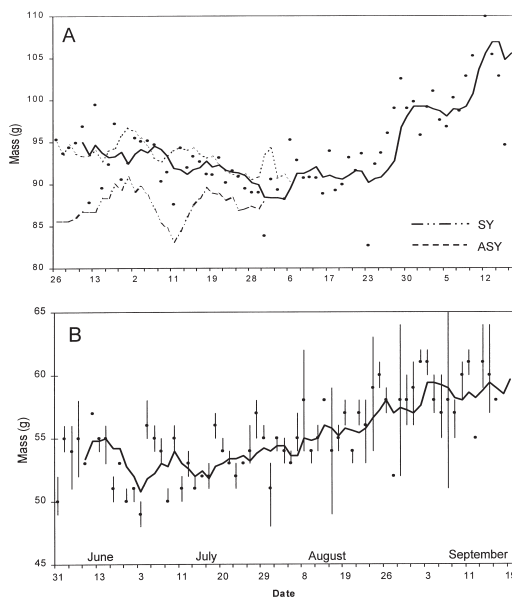 A
110
105
100
95
90
85
80
Mass (g)
SY
ASY
26 13 2 11 18 28 6 17 23 30 5 12
B
65
60
55
50
45
Mass (g)
June July August September
31 13 3 11 18 29 8 19 26 3 11 19
Date